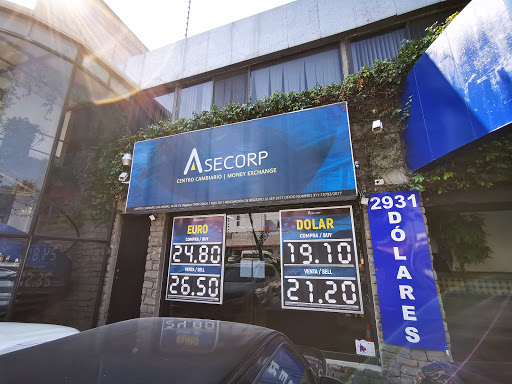 ASECORP
CENTRO CAMBIARIO | MONEY EXCHANGE
EURO
COMPRA / BUY
24.80
VENTA / SELL
26.50
ASECORP
DOLAR
COMPRA / BUY
19.10
VENTA / SELL
21.20
2931
DÓLARES